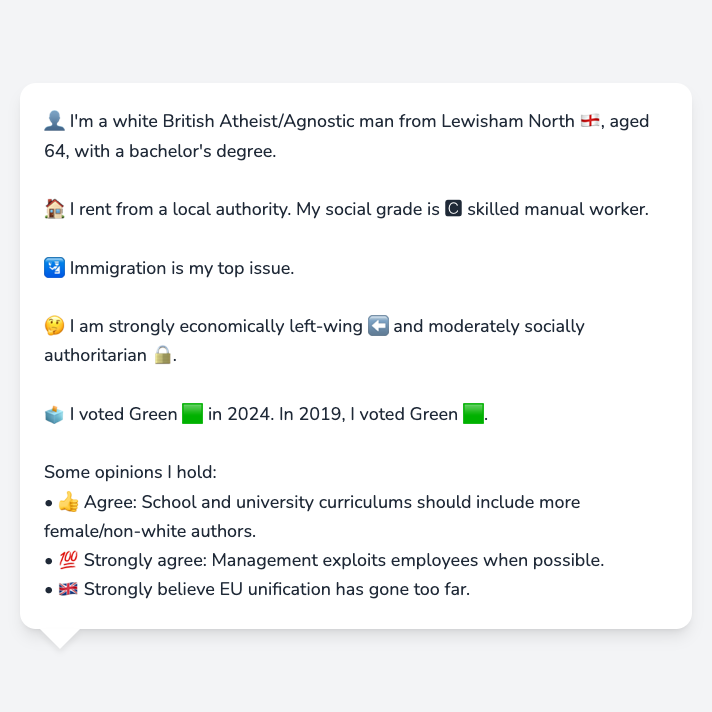 👤 I'm a white British Atheist/Agnostic man from Lewisham North 🏴󠁧󠁢󠁥󠁮󠁧󠁿, aged
64, with a bachelor's degree.
🏠 I rent from a local authority. My social grade is 🅲 skilled manual worker.
🛂 Immigration is my top issue.
🤔 I am strongly economically left-wing ⬅️ and moderately socially
authoritarian 🔒.
🗳️ I voted Green 🟩 in 2024. In 2019, I voted Green 🟩.
Some opinions I hold:
• 👍 Agree: School and university curriculums should include more
female/non-white authors.
• 💯 Strongly agree: Management exploits employees when possible.
• 🇬🇧 Strongly believe EU unification has gone too far.